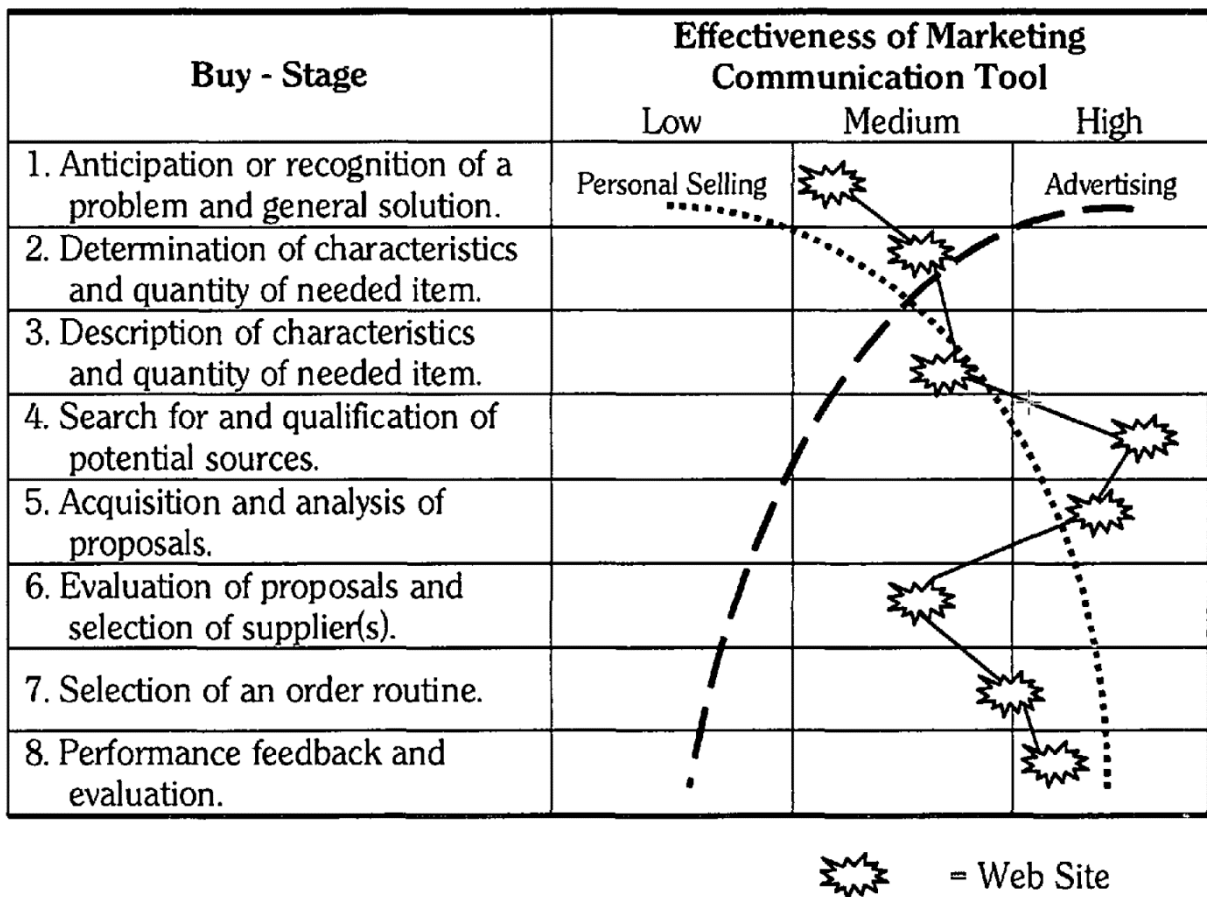 Buy - Stage
Effectiveness of Marketing
Communication Tool
Low Medium High
1. Anticipation or recognition of a
problem and general solution.
Personal Selling
Advertising
2. Determination of characteristics
and quantity of needed item.
3. Description of characteristics
and quantity of needed item.
4. Search for and qualification of
potential sources.
5. Acquisition and analysis of
proposals.
6. Evaluation of proposals and
selection of supplier(s).
7. Selection of an order routine.
8. Performance feedback and
evaluation.
= Web Site